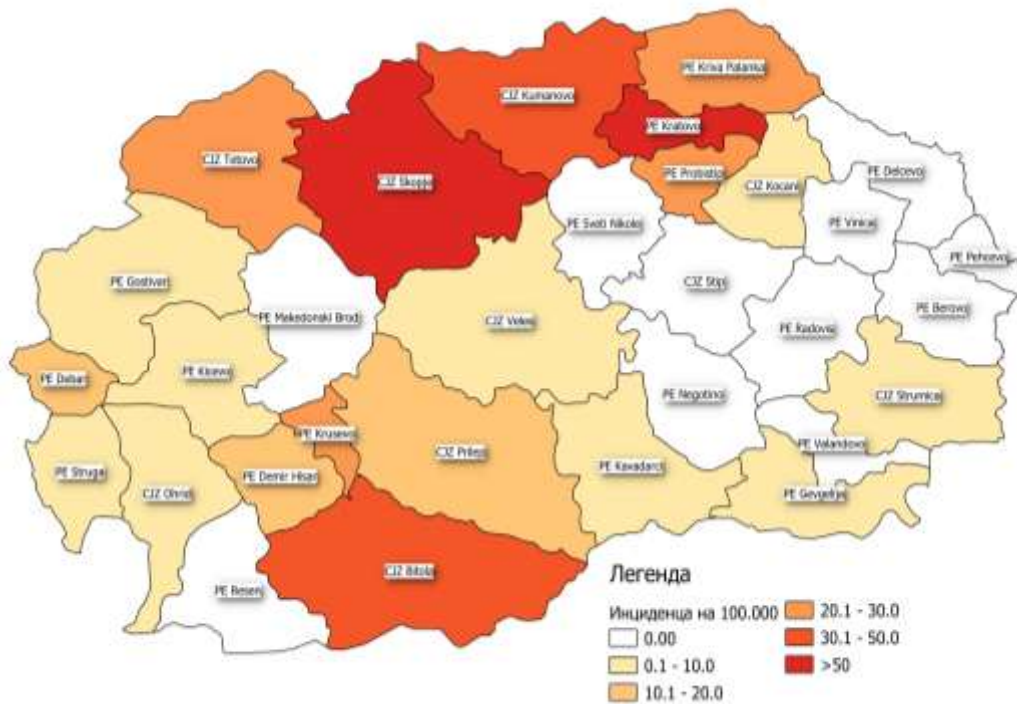 PE Kriva Palanka
CJZ Kumanovo
PE Kratovo
CJZ Tetovo
CJZ Skopje
PE Probistip
CJZ Kocani
PE Delcevo
PE Sveti Nikole
PE Vinica
PE Pehcevo
PE Gostivar
CJZ Stip
PE Makedonski Brod
CJZ Veles
PE Radovis
PE Berovo
PE Debar
PE Kicevo
PE Negotino
CJZ Strumica
PE Krusevo
CJZ Prilep
PE Valandovo
PE Struga
PE Demir Hisar
PE Kavadarci
CJZ Ohrid
PE Gevgelija
CJZ Bitola
PE Resen
Легенда
Инциденца на 100.000
0.00
0.1 - 10.0
10.1 - 20.0
20.1 - 30.0
30.1 - 50.0
>50